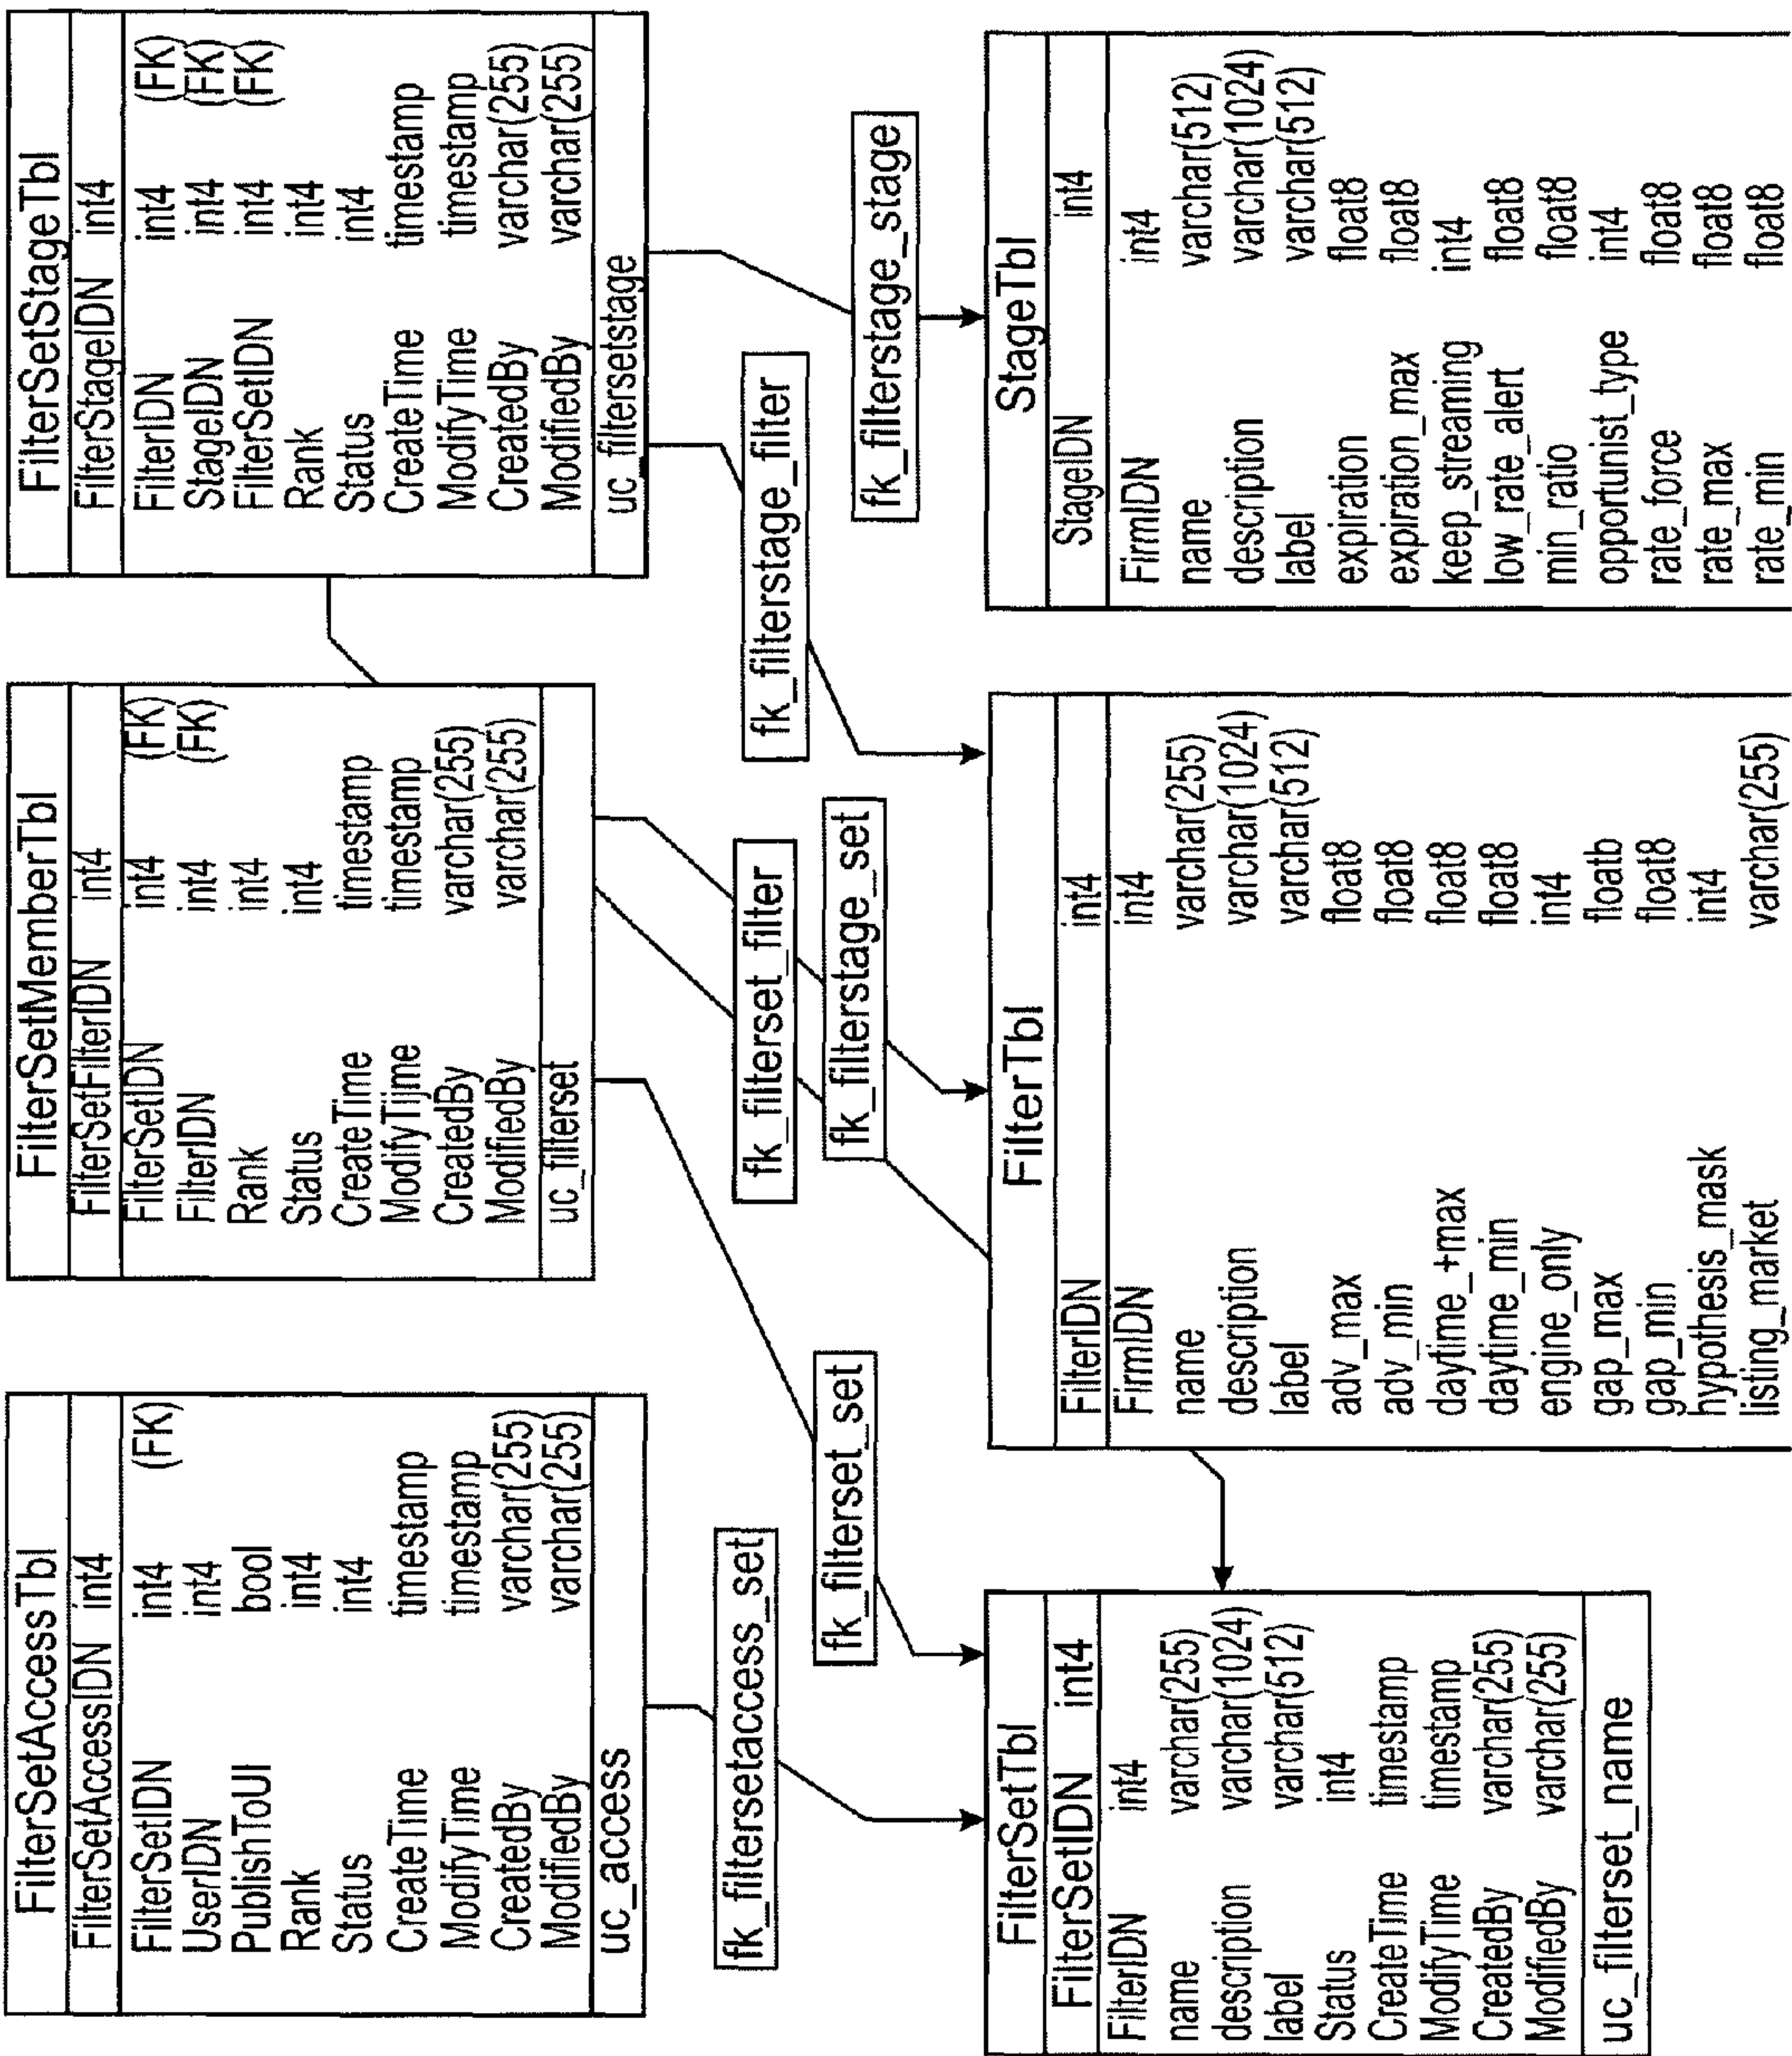 FilterSetAccessTbl
FilterSetAccessIDN int4
FilterSetIDN int4 (FK)
UserIDN int4
PublishToUI bool
Rank int4
Status int4
CreateTime timestamp
ModifyTime timestamp
CreatedBy varchar(255)
ModifiedBy varchar(255)
uc_access
FilterSetMemberTbl
FilterSetFilterIDN int4
FilterSetIDN int4 (FK)
FilterIDN int4 (FK)
Rank int4
Status int4
CreateTime timestamp
ModifyTijme timestamp
CreatedBy varchar(255)
ModifiedBy varchar(255)
uc_filterset
FilterSetStageTbl
FilterStageIDN int4
FilterIDN int4 (FK)
StageIDN int4 (FK)
FilterSetIDN int4 (FK)
Rank int4
Status int4
CreateTime timestamp
ModifyTime timestamp
CreatedBy varchar(255)
ModifiedBy varchar(255)
uc_filtersetstage
fk_filtersetaccess_set
fk_filterset_set
fk_filterset_filter
fk_filterstage_set
fk_filterstage_filter
fk_filterstage_stage
FilterSetTbl
FilterSetIDN int4
FilterIDN int4
name varchar(255)
description varchar(1024)
label varchar(512)
Status int4
CreateTime timestamp
ModifyTime timestamp
CreatedBy varchar(255)
ModifiedBy varchar(255)
uc_filterset_name
FilterTbl
FilterIDN int4
FirmIDN int4
name varchar(255)
description varchar(1024)
label varchar(512)
adv_max float8
adv_min float8
daytime_+max float8
daytime_min float8
engine_only int4
gap_max floatb
gap_min float8
hypothesis_mask int4
listing_market varchar(255)
StageTbl
StageIDN int4
FirmIDN int4
name varchar(512)
description varchar(1024)
label varchar(512)
expiration float8
expiration_max float8
keep_streaming int4
low_rate_alert float8
min_ratio float8
opportunist_type int4
rate_force float8
rate_max float8
rate_min float8